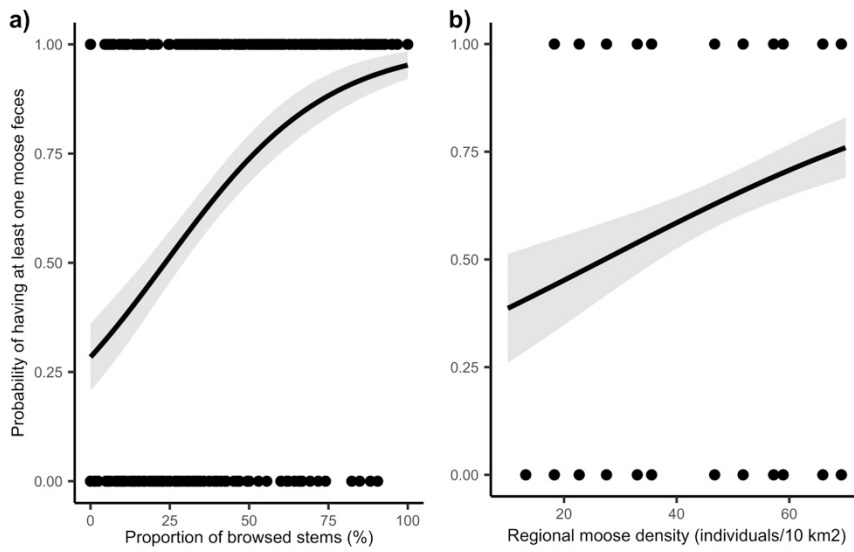 a)
b)
Probability of having at least one moose feces
1.00
0.75
0.50
0.25
0.00
0 25 50 75 100
Proportion of browsed stems (%)
1.00
0.75
0.50
0.25
0.00
20 40 60
Regional moose density (individuals/10 km2)